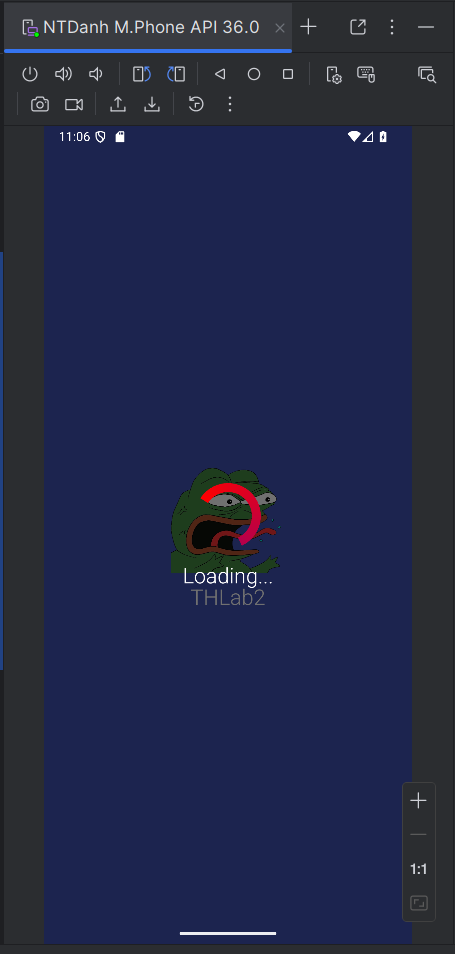 NTDanh M.Phone API 36.0
11:06
Loading...
THLab2
1:1